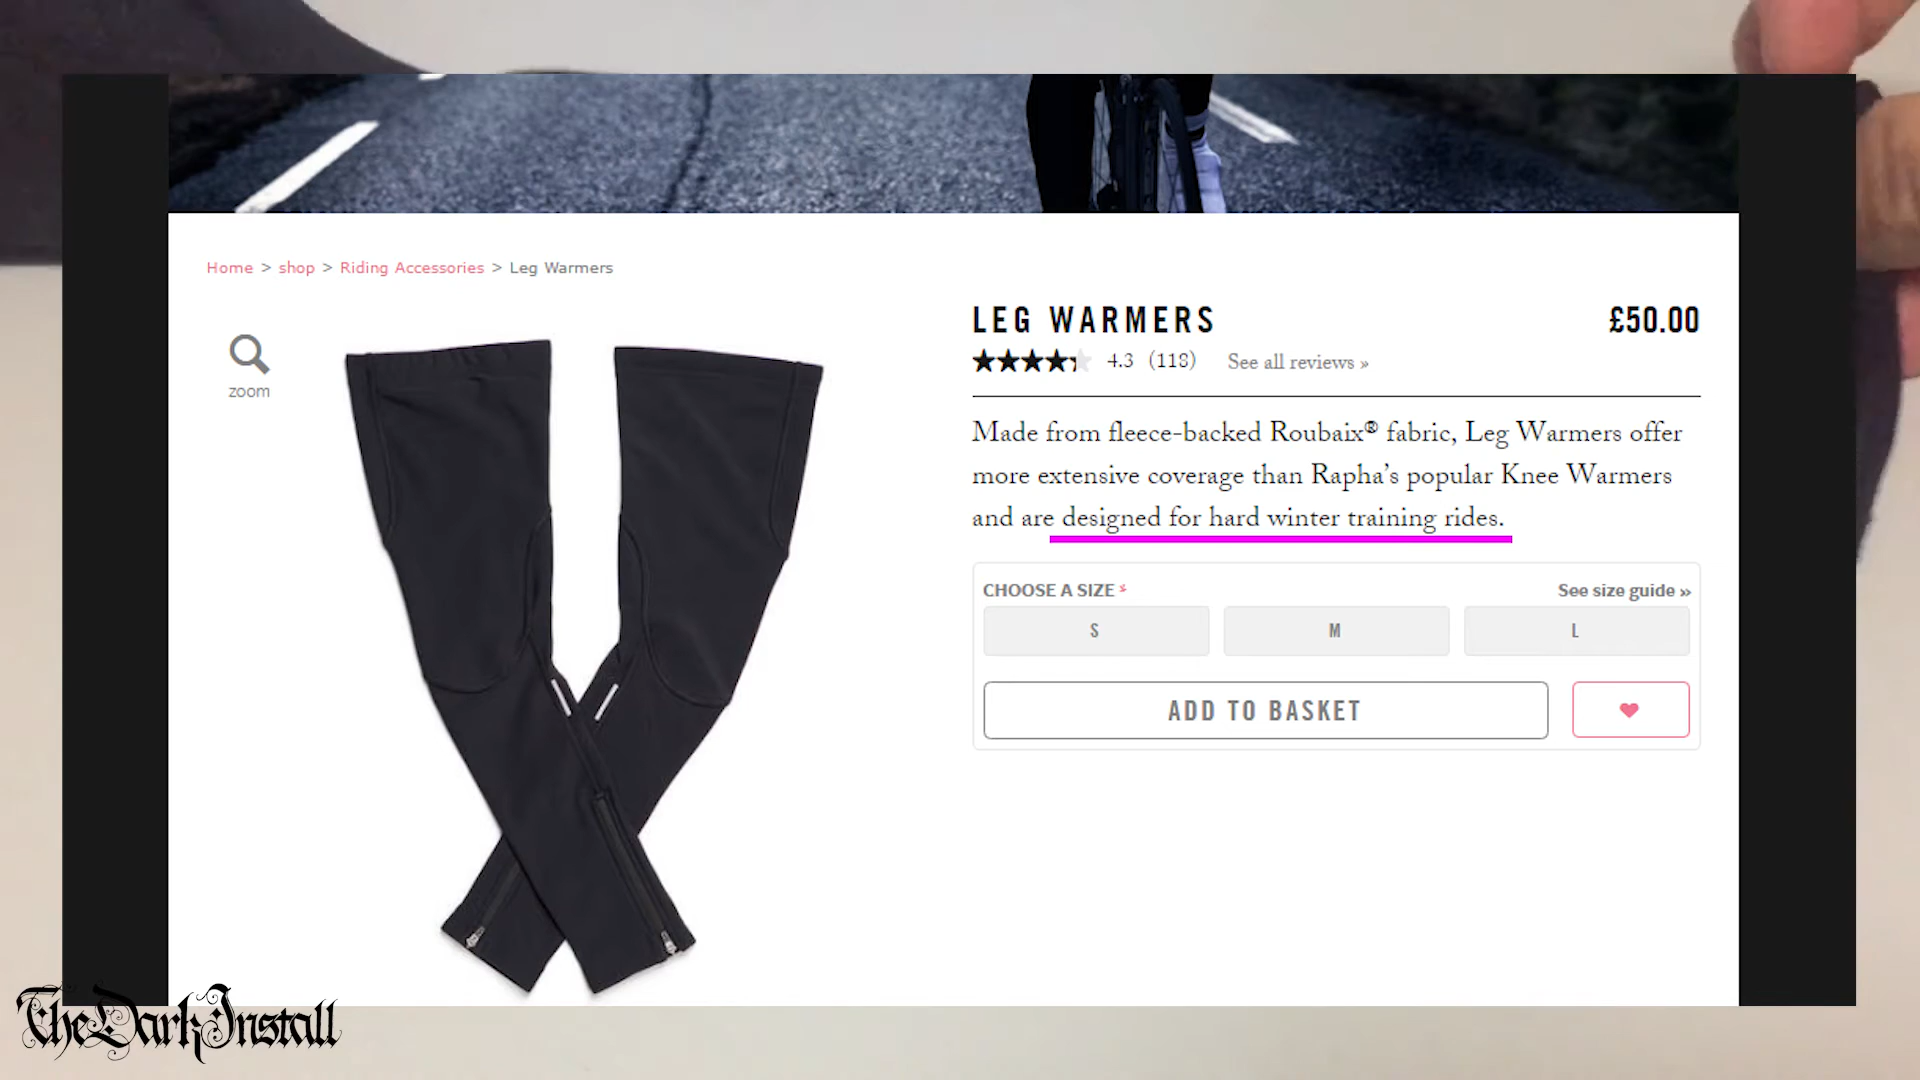 Home > shop > Riding Accessories > Leg Warmers
zoom
LEG WARMERS £50.00
4.3 (118) See all reviews »
Made from fleece-backed Roubaix® fabric, Leg Warmers offer
more extensive coverage than Rapha's popular Knee Warmers
and are designed for hard winter training rides.
CHOOSE A SIZE * See size guide »
S M L
ADD TO BASKET
TheDarkInstall